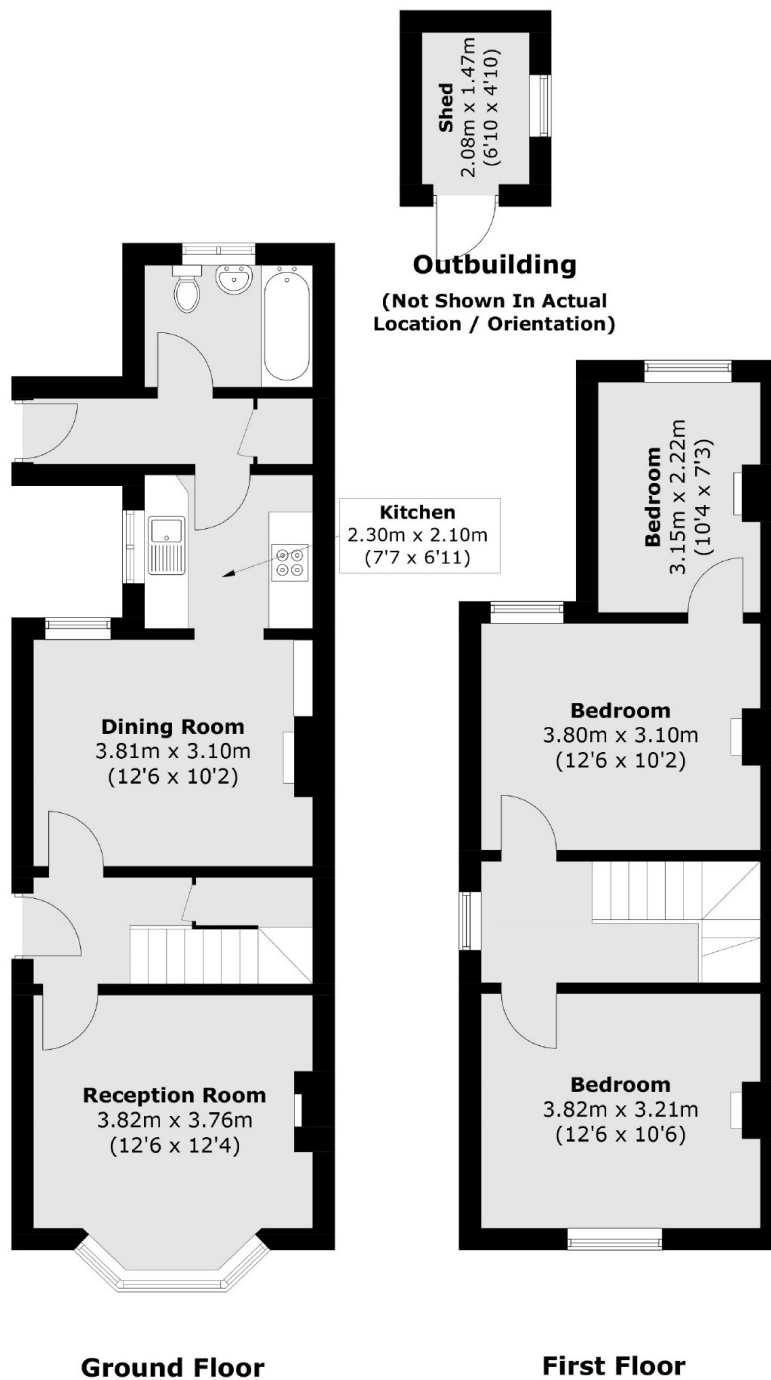 Shed
2.08m x 1.47m
(6'10 x 4'10)
Outbuilding
(Not Shown In Actual
Location / Orientation)
Kitchen
2.30m x 2.10m
(7'7 x 6'11)
Dining Room
3.81m x 3.10m
(12'6 x 10'2)
Reception Room
3.82m x 3.76m
(12'6 x 12'4)
Ground Floor
Bedroom
3.15m x 2.22m
(10'4 x 7'3)
Bedroom
3.80m x 3.10m
(12'6 x 10'2)
Bedroom
3.82m x 3.21m
(12'6 x 10'6)
First Floor